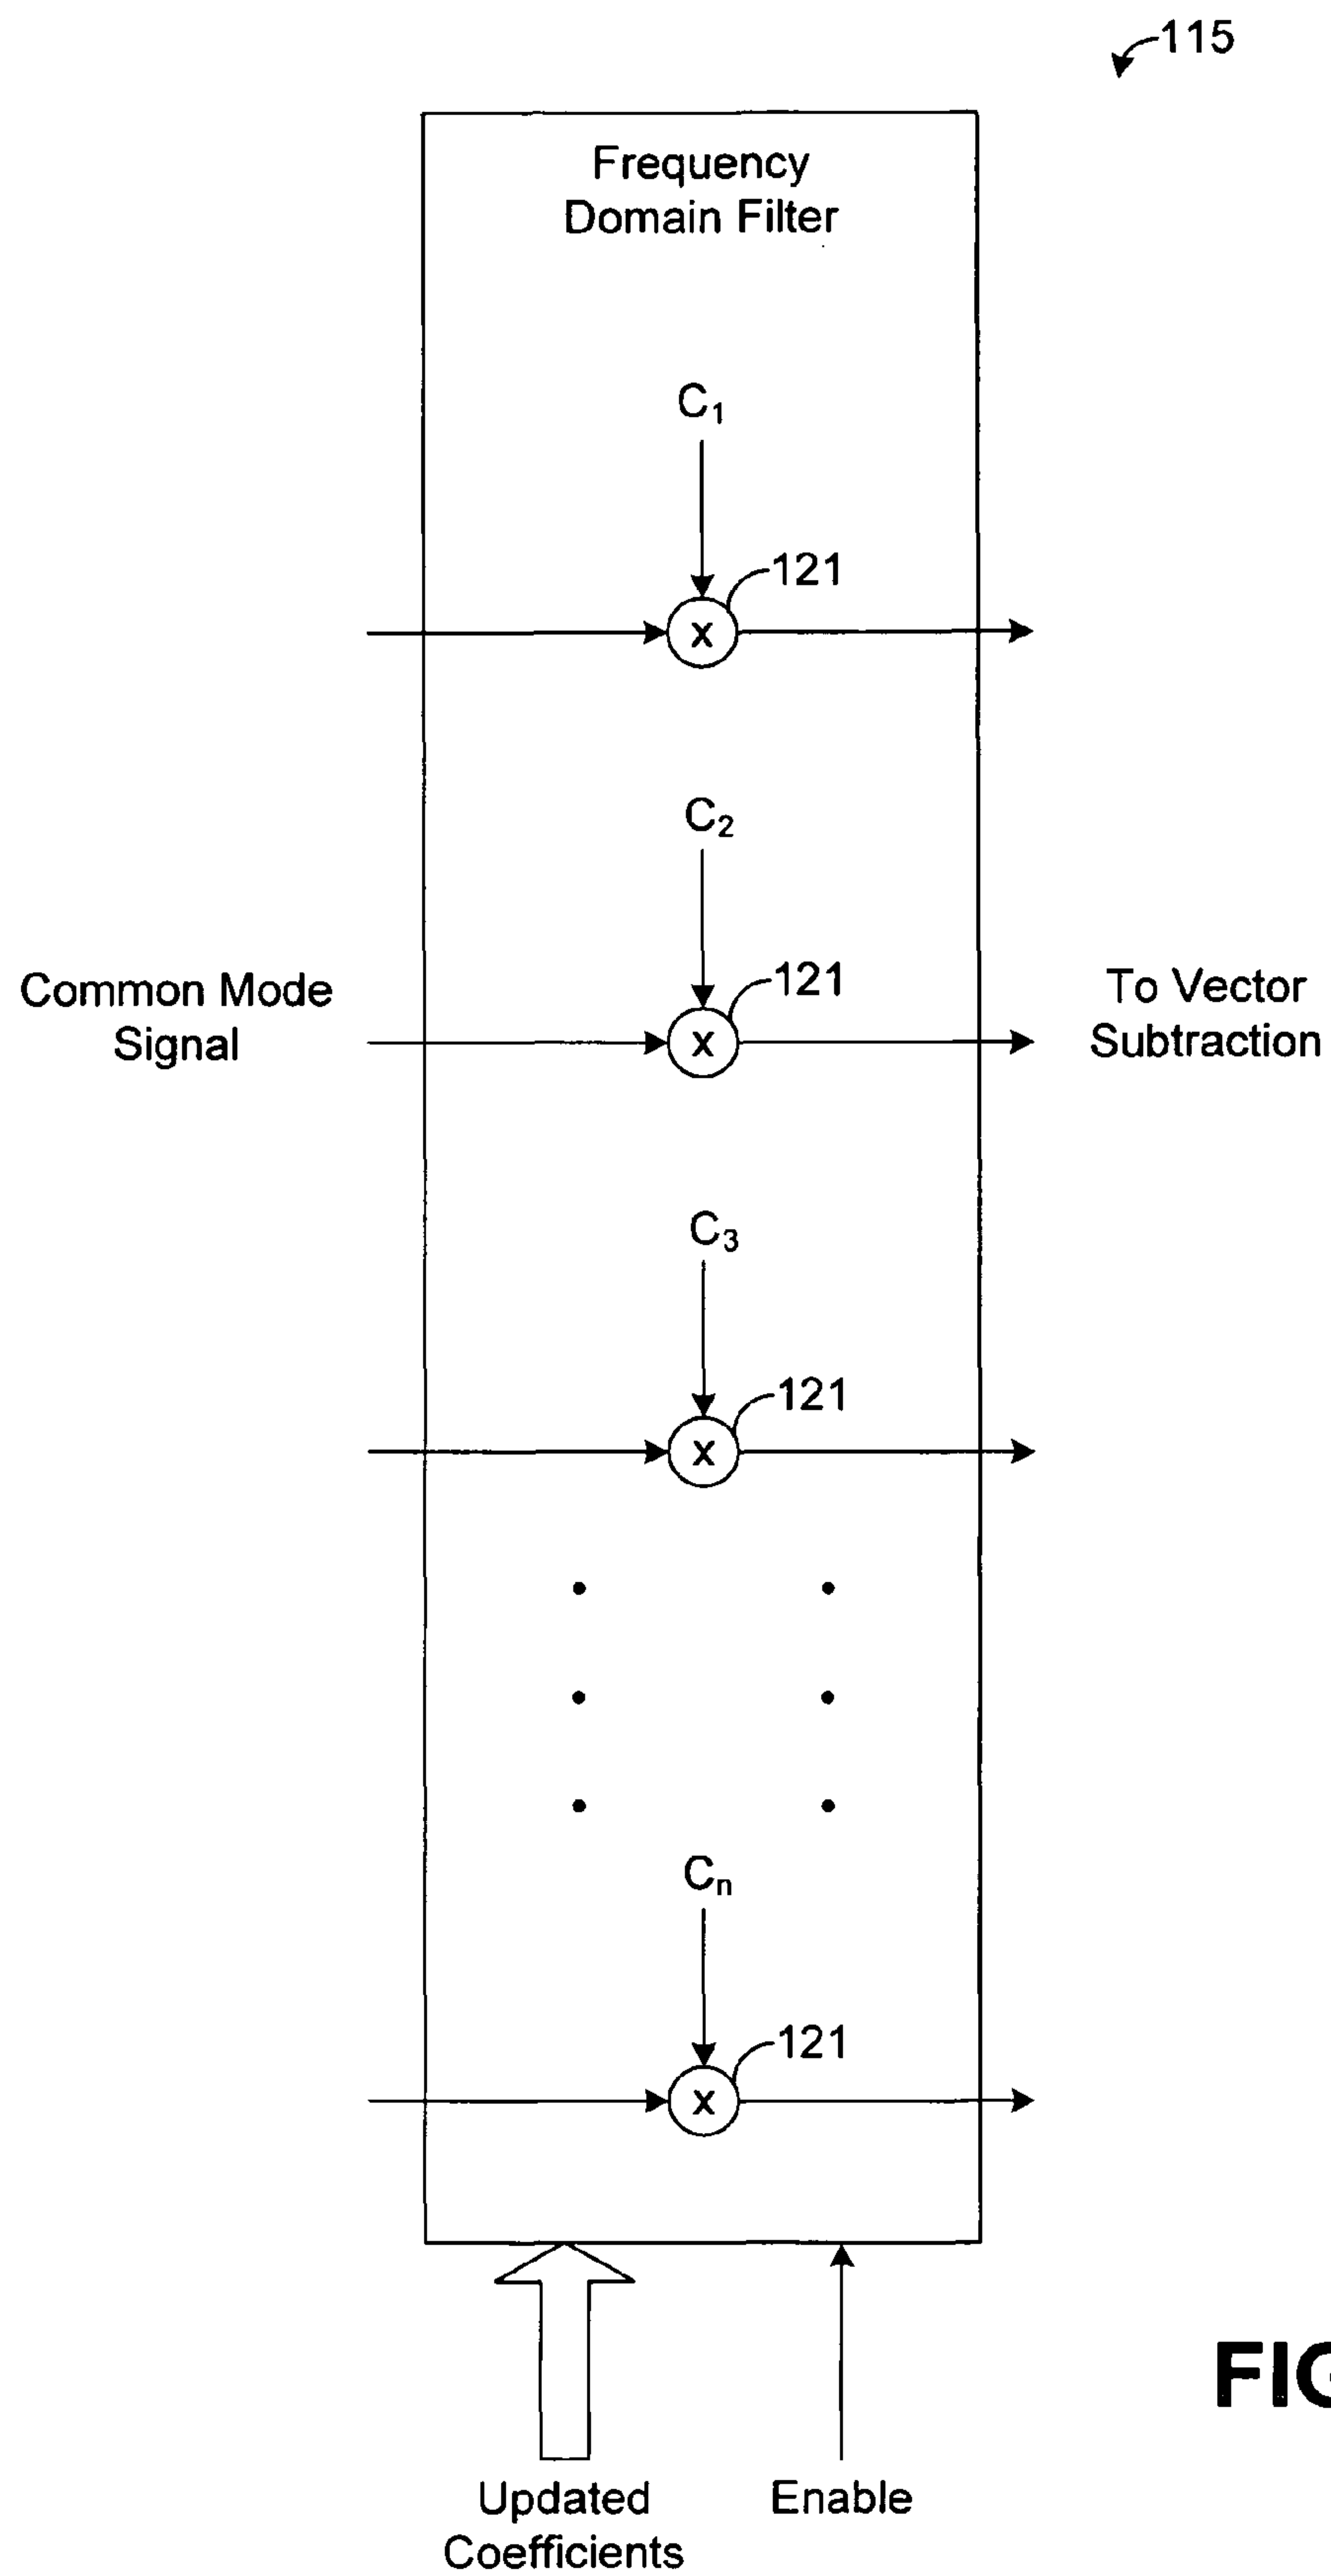 115
Frequency
Domain Filter
C₁
121
x
C₂
121
x
Common Mode
Signal
To Vector
Subtraction
C₃
121
x
Cₙ
121
x
Updated
Coefficients
Enable